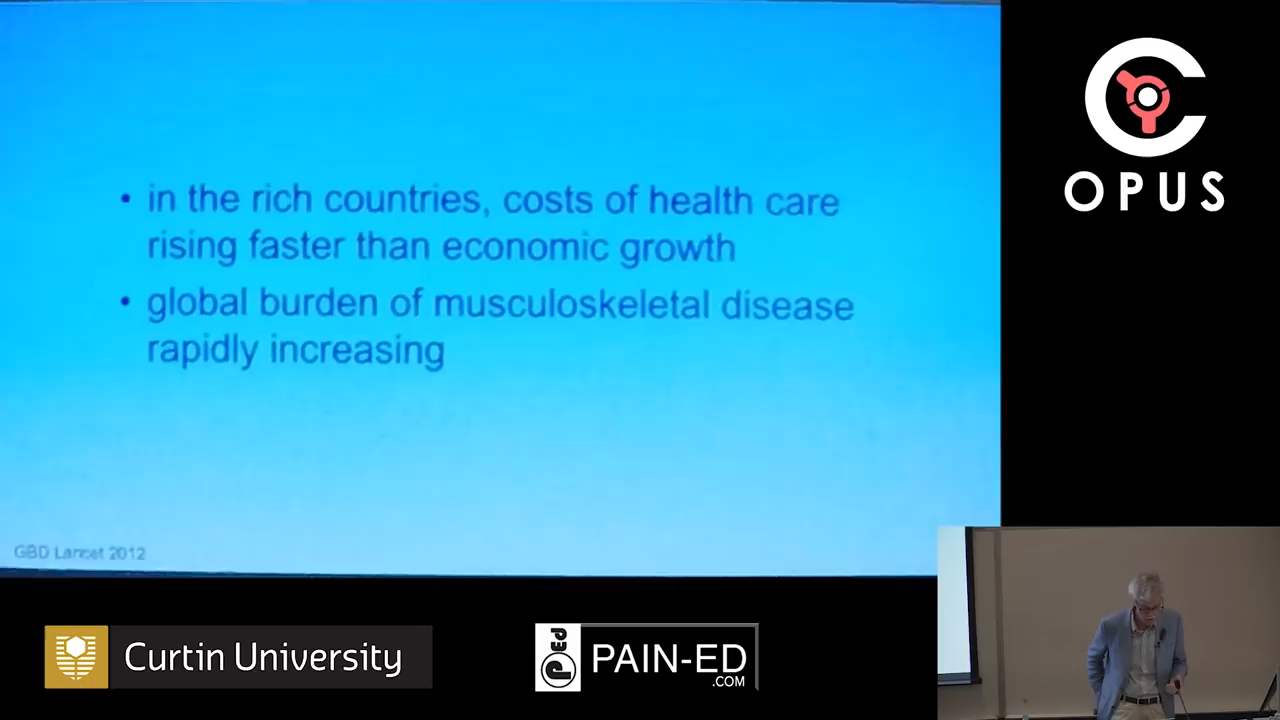 • in the rich countries, costs of health care
rising faster than economic growth
• global burden of musculoskeletal disease
rapidly increasing
GBD Lancet 2012
OPUS
Curtin University
PED
PAIN-ED
.COM